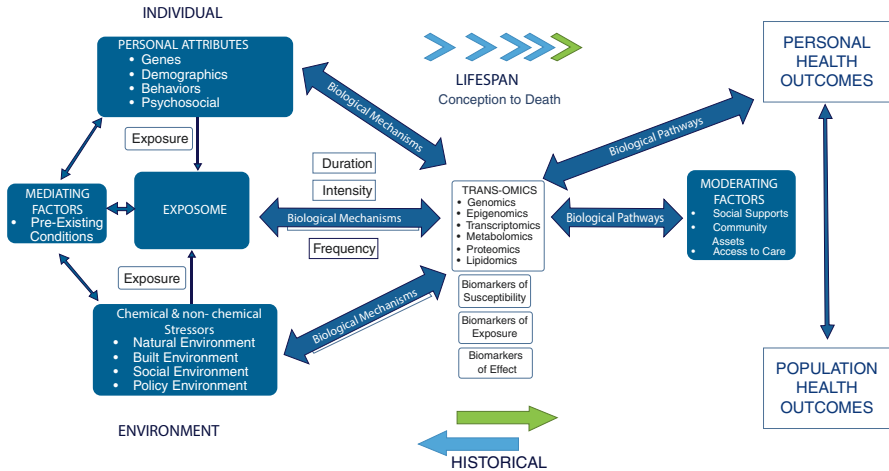 INDIVIDUAL
PERSONAL ATTRIBUTES
• Genes
• Demographics
• Behaviors
• Psychosocial
Exposure
MEDIATING
FACTORS
• Pre-Existing
Conditions
EXPOSOME
Exposure
Chemical & non- chemical
Stressors
• Natural Environment
• Built Environment
• Social Environment
• Policy Environment
ENVIRONMENT
Biological Mechanisms
Duration
Intensity
Biological Mechanisms
Frequency
Biological Mechanisms
LIFESPAN
Conception to Death
TRANS-OMICS
• Genomics
• Epigenomics
• Transcriptomics
• Metabolomics
• Proteomics
• Lipidomics
Biomarkers of
Susceptibility
Biomarkers of
Exposure
Biomarkers
of Effect
HISTORICAL
Biological Pathways
Biological Pathways
MODERATING
FACTORS
• Social Supports
• Community
Assets
• Access to Care
PERSONAL
HEALTH
OUTCOMES
POPULATION
HEALTH
OUTCOMES